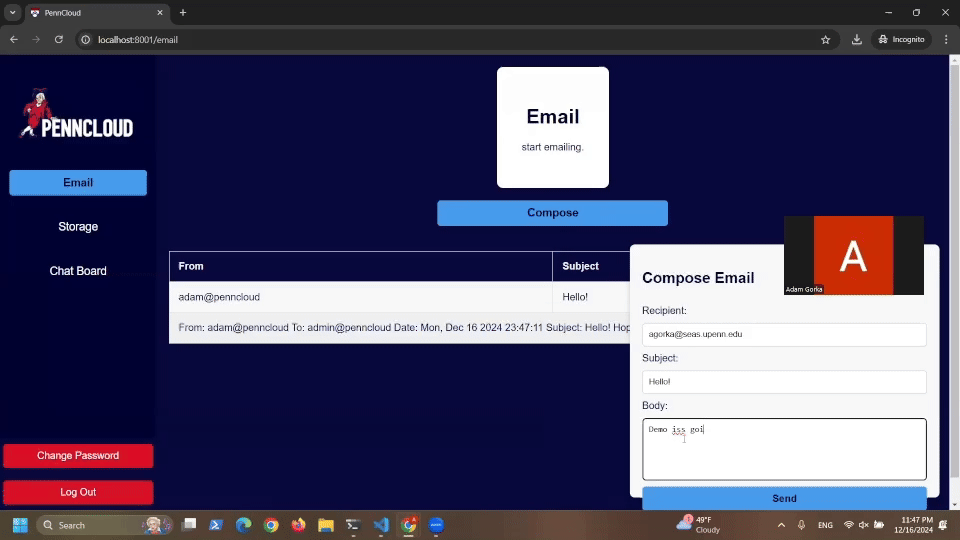 PennCloud
localhost:8001/email
Incognito
PENNCLOUD
Email
Storage
Chat Board
Change Password
Log Out
Email
start emailing.
Compose
From
Subject
adam@penncloud
Hello!
From: adam@penncloud To: admin@penncloud Date: Mon, Dec 16 2024 23:47:11 Subject: Hello! Hop
Compose Email
Recipient:
agorka@seas.upenn.edu
Subject:
Hello!
Body:
Demo iss goi
Send
A
Adam Gorka
Search
49°F
Cloudy
ENG
11:47 PM
12/16/2024